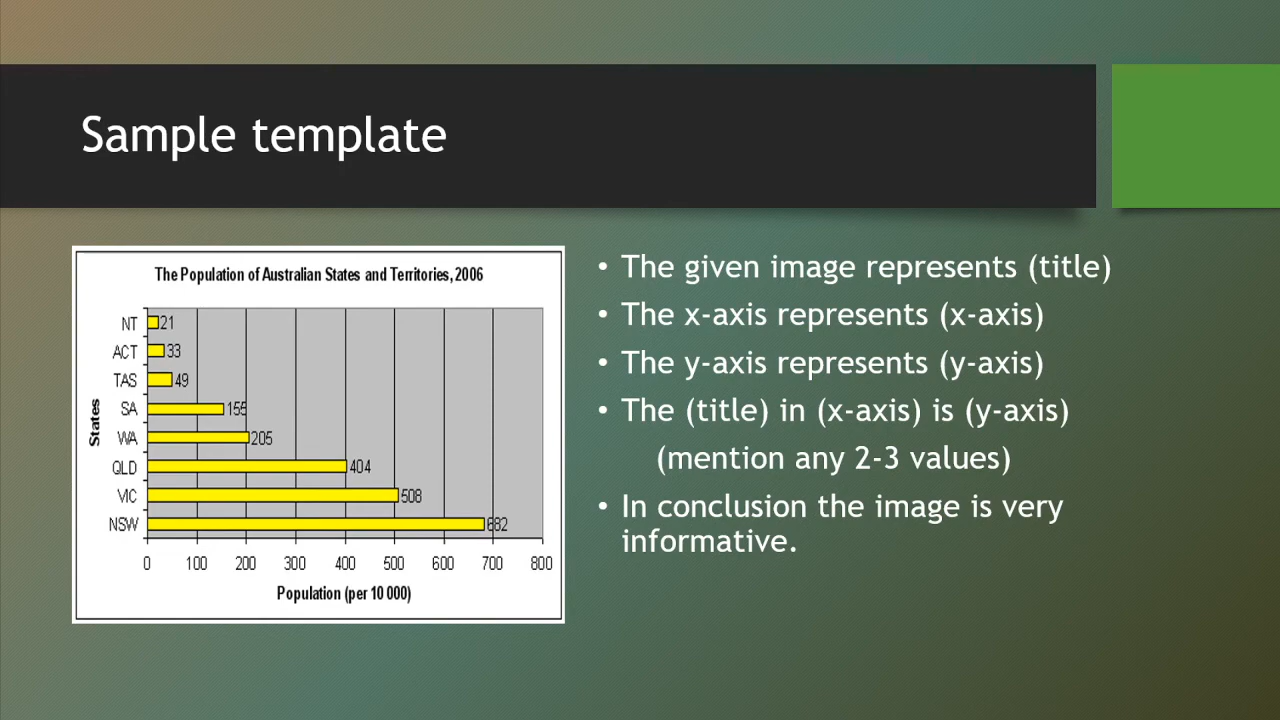 Sample template
The Population of Australian States and Territories, 2006
NT 21
ACT 33
TAS 49
SA 155
WA 205
QLD 404
VIC 508
NSW 682
States
0 100 200 300 400 500 600 700 800
Population (per 10 000)
• The given image represents (title)
• The x-axis represents (x-axis)
• The y-axis represents (y-axis)
• The (title) in (x-axis) is (y-axis)
(mention any 2-3 values)
• In conclusion the image is very
informative.